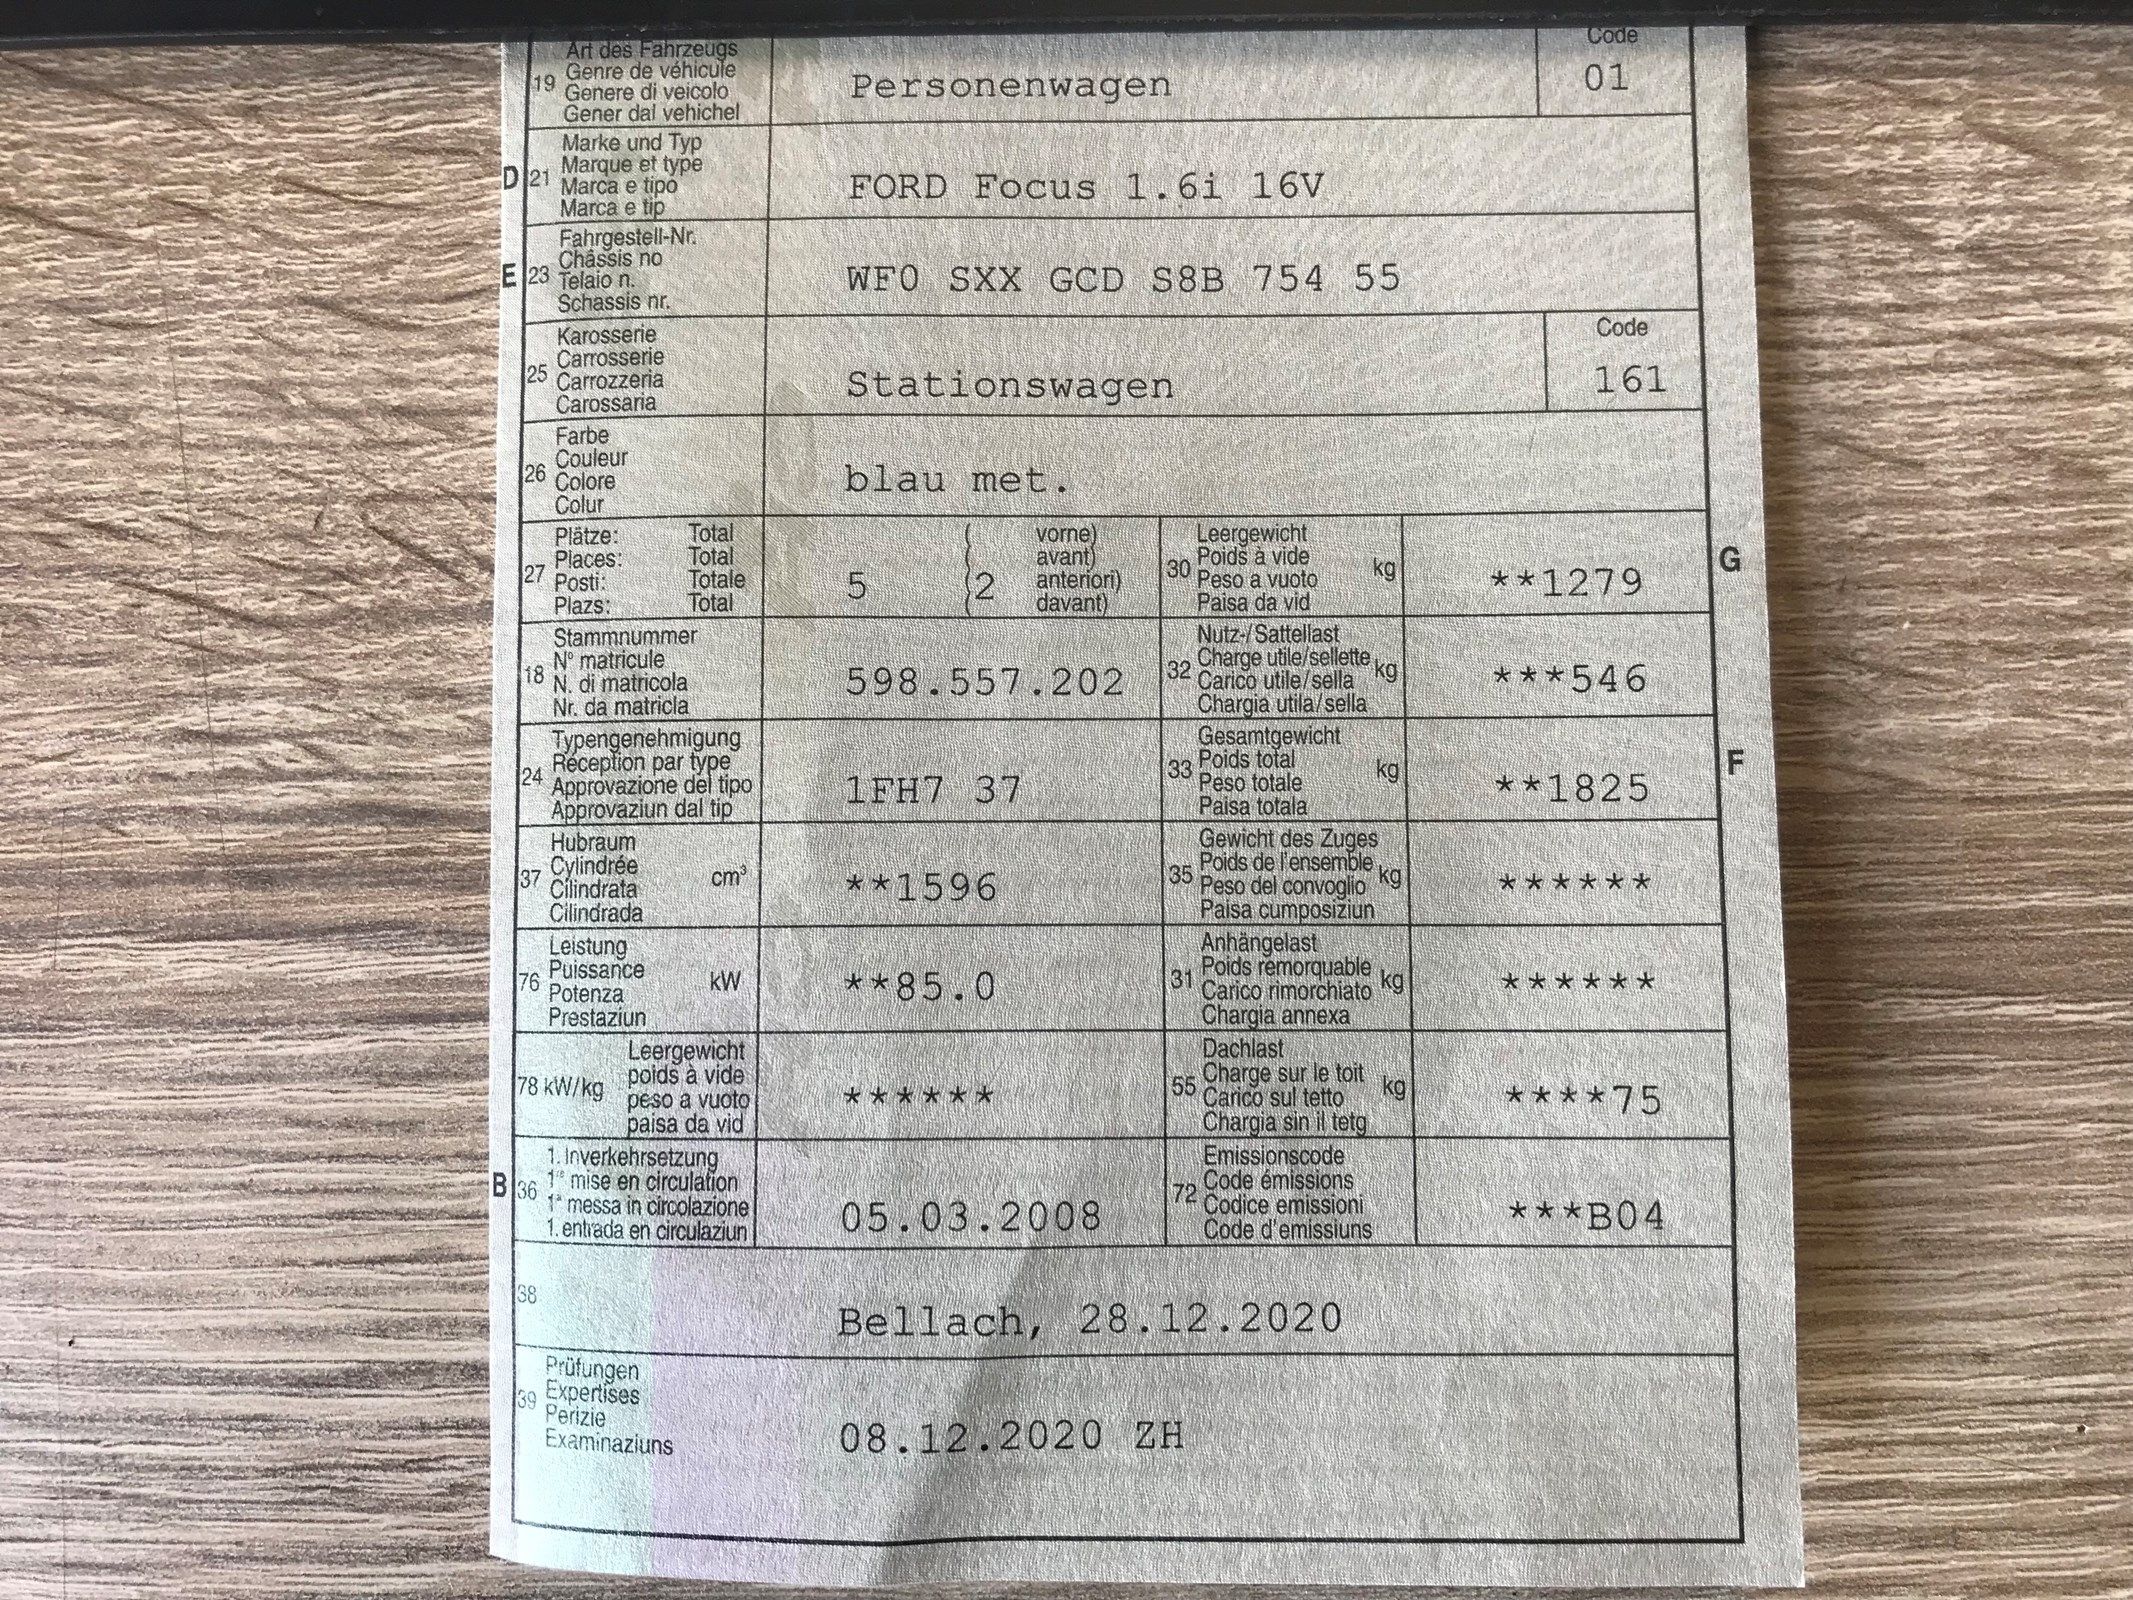 Art des Fahrzeugs
19 Genre de véhicule
Genere di veicolo
Gener dal vehichel
Personenwagen
Code
01
D 21 Marke und Typ
Marque et type
Marca e tipo
Marca e tip
FORD Focus 1.6i 16V
E 23 Fahrgestell-Nr.
Châssis no
Telaio n.
Schassis nr.
WF0 SXX GCD S8B 754 55
25 Karosserie
Carrosserie
Carrozzeria
Carossaria
Stationswagen
Code
161
26 Farbe
Couleur
Colore
Colur
blau met.
27 Plätze: Total
Places: Total
Posti: Totale
Plazs: Total
5
( vorne)
( avant)
(2 anteriori)
( davant)
30 Leergewicht
Poids à vide kg
Peso a vuoto
Paisa da vid
**1279
G
18 Stammnummer
N° matricule
N. di matricola
Nr. da matricla
598.557.202
32 Nutz-/Sattellast
Charge utile/sellette kg
Carico utile/sella
Chargia utila/sella
***546
24 Typengenehmigung
Réception par type
Approvazione del tipo
Approvaziun dal tip
1FH7 37
33 Gesamtgewicht
Poids total kg
Peso totale
Paisa totala
**1825
F
37 Hubraum
Cylindrée cm³
Cilindrata
Cilindrada
**1596
35 Gewicht des Zuges
Poids de l'ensemble kg
Peso del convoglio
Paisa cumposiziun
******
76 Leistung
Puissance kW
Potenza
Prestaziun
**85.0
31 Anhängelast
Poids remorquable kg
Carico rimorchiato
Chargia annexa
******
78 kW/kg Leergewicht
poids à vide
peso a vuoto
paisa da vid
******
55 Dachlast
Charge sur le toit kg
Carico sul tetto
Chargia sin il tetg
****75
B 36 1. Inverkehrsetzung
1re mise en circulation
1a messa in circolazione
1. entrada en circulaziun
05.03.2008
72 Emissionscode
Code émissions
Codice emissioni
Code d'emissiuns
***B04
38
Bellach, 28.12.2020
39 Prüfungen
Expertises
Perizie
Examinaziuns
08.12.2020 ZH